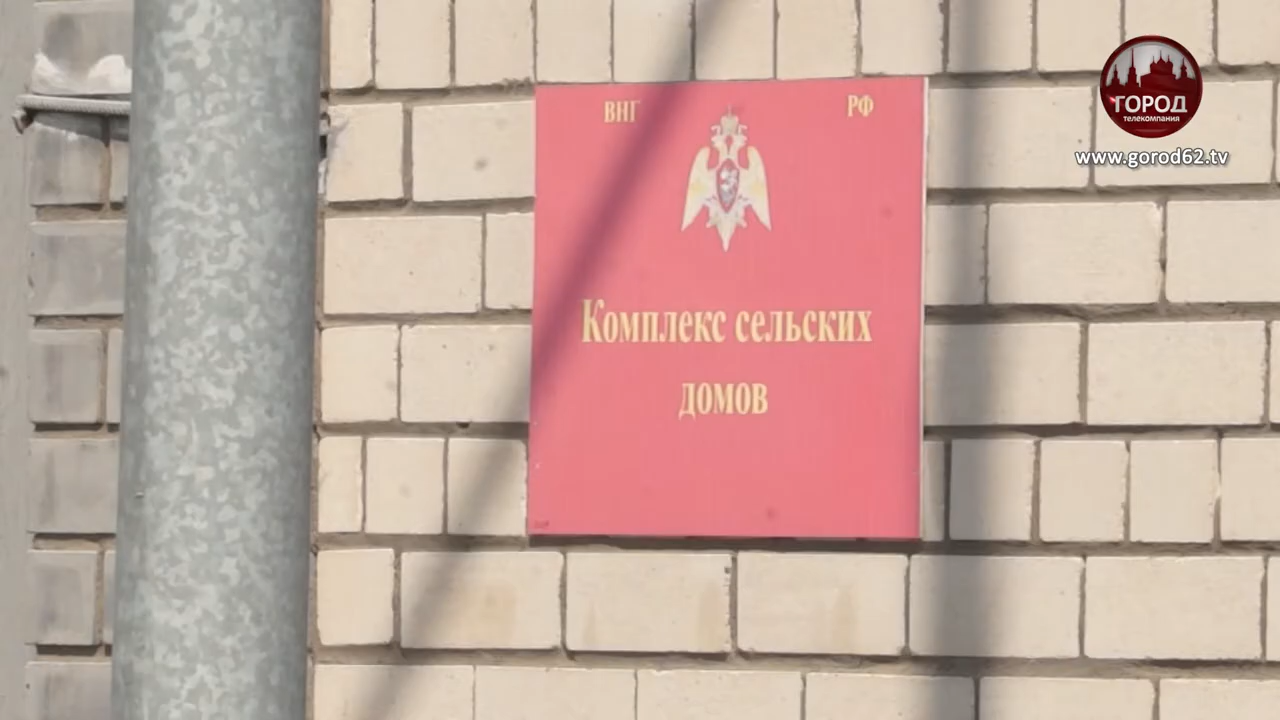 ВНГ РФ
Комплекс сельских
домов
ГОРОД
телекомпания
www.gorod62.tv